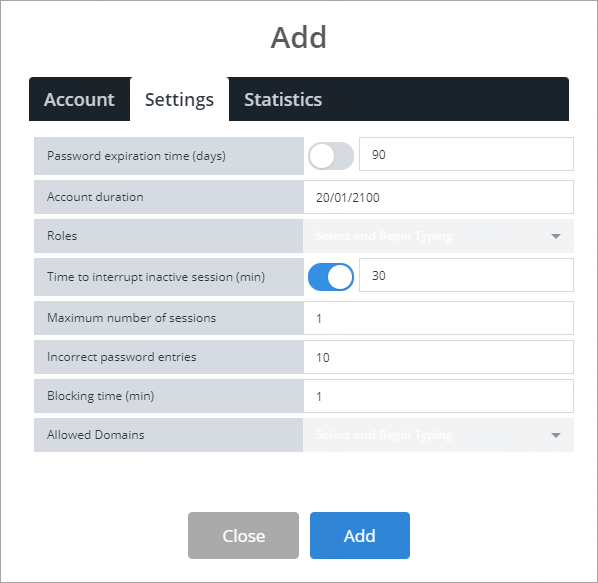 Add
Account Settings Statistics
Password expiration time (days) 90
Account duration 20/01/2100
Roles Select and Begin Typing
Time to interrupt inactive session (min) 30
Maximum number of sessions 1
Incorrect password entries 10
Blocking time (min) 1
Allowed Domains Select and Begin Typing
Close Add